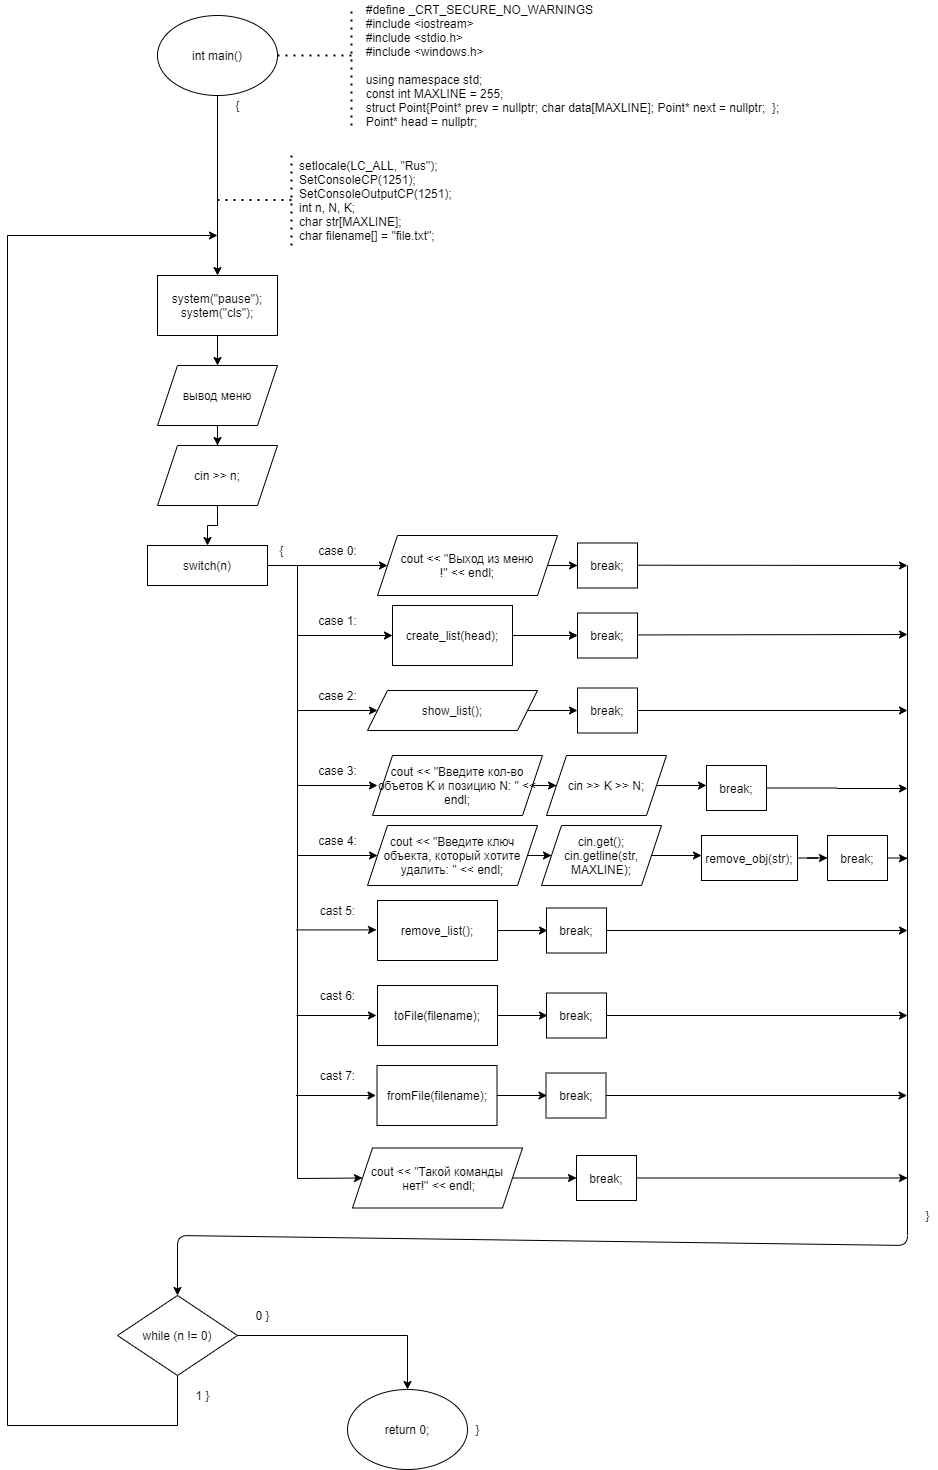 int main()
#define _CRT_SECURE_NO_WARNINGS
#include <iostream>
#include <stdio.h>
#include <windows.h>
using namespace std;
const int MAXLINE = 255;
struct Point{Point* prev = nullptr; char data[MAXLINE]; Point* next = nullptr;  };
Point* head = nullptr;
{
setlocale(LC_ALL, "Rus");
SetConsoleCP(1251);
SetConsoleOutputCP(1251);
int n, N, K;
char str[MAXLINE];
char filename[] = "file.txt";
system("pause");
system("cls");
вывод меню
cin >> n;
switch(n)
{
case 0:
cout << "Выход из меню
!" << endl;
break;
case 1:
create_list(head);
break;
case 2:
show_list();
break;
case 3:
cout << "Введите кол-во
объетов K и позицию N: " <<
endl;
cin >> K >> N;
break;
case 4:
cout << "Введите ключ
объекта, который хотите
удалить: " << endl;
cin.get();
cin.getline(str,
MAXLINE);
remove_obj(str);
break;
cast 5:
remove_list();
break;
cast 6:
toFile(filename);
break;
cast 7:
fromFile(filename);
break;
cout << "Такой команды
нет!" << endl;
break;
}
while (n != 0)
0 }
1 }
return 0;
}